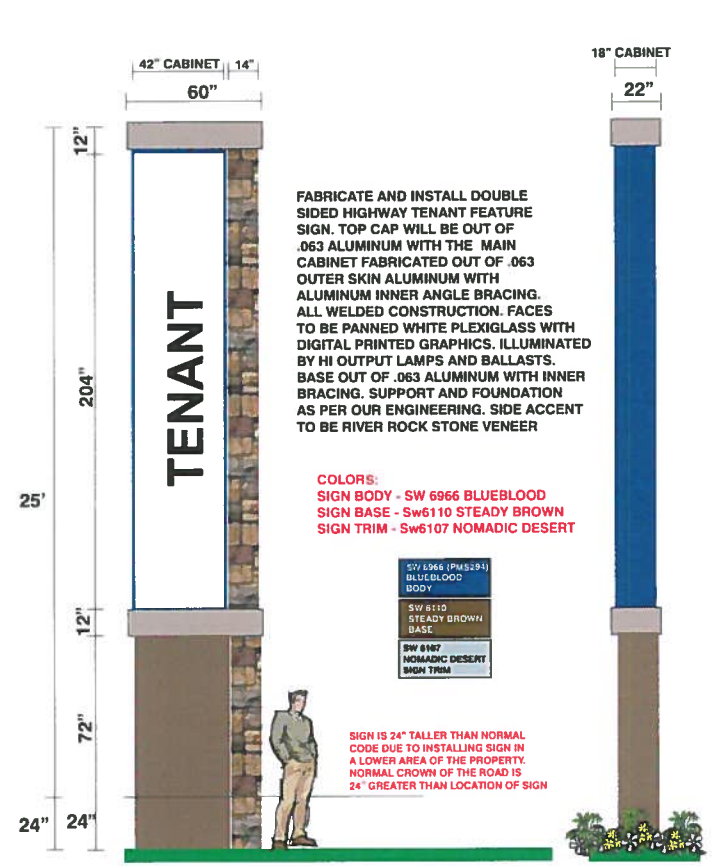 42" CABINET
14"
60"
18" CABINET
22"
12"
204"
25'
12"
72"
24"
24"
TENANT
FABRICATE AND INSTALL DOUBLE
SIDED HIGHWAY TENANT FEATURE
SIGN. TOP CAP WILL BE OUT OF
.063 ALUMINUM WITH THE MAIN
CABINET FABRICATED OUT OF .063
OUTER SKIN ALUMINUM WITH
ALUMINUM INNER ANGLE BRACING.
ALL WELDED CONSTRUCTION. FACES
TO BE PANNED WHITE PLEXIGLASS WITH
DIGITAL PRINTED GRAPHICS. ILLUMINATED
BY HI OUTPUT LAMPS AND BALLASTS.
BASE OUT OF .063 ALUMINUM WITH INNER
BRACING. SUPPORT AND FOUNDATION
AS PER OUR ENGINEERING. SIDE ACCENT
TO BE RIVER ROCK STONE VENEER
COLORS:
SIGN BODY - SW 6966 BLUEBLOOD
SIGN BASE - Sw6110 STEADY BROWN
SIGN TRIM - Sw6107 NOMADIC DESERT
SW 6966 (PMS294)
BLUEBLOOD
BODY
SW 6110
STEADY BROWN
BASE
SW 6107
NOMADIC DESERT
SIGN TRIM
SIGN IS 24" TALLER THAN NORMAL
CODE DUE TO INSTALLING SIGN IN
A LOWER AREA OF THE PROPERTY.
NORMAL CROWN OF THE ROAD IS
24" GREATER THAN LOCATION OF SIGN